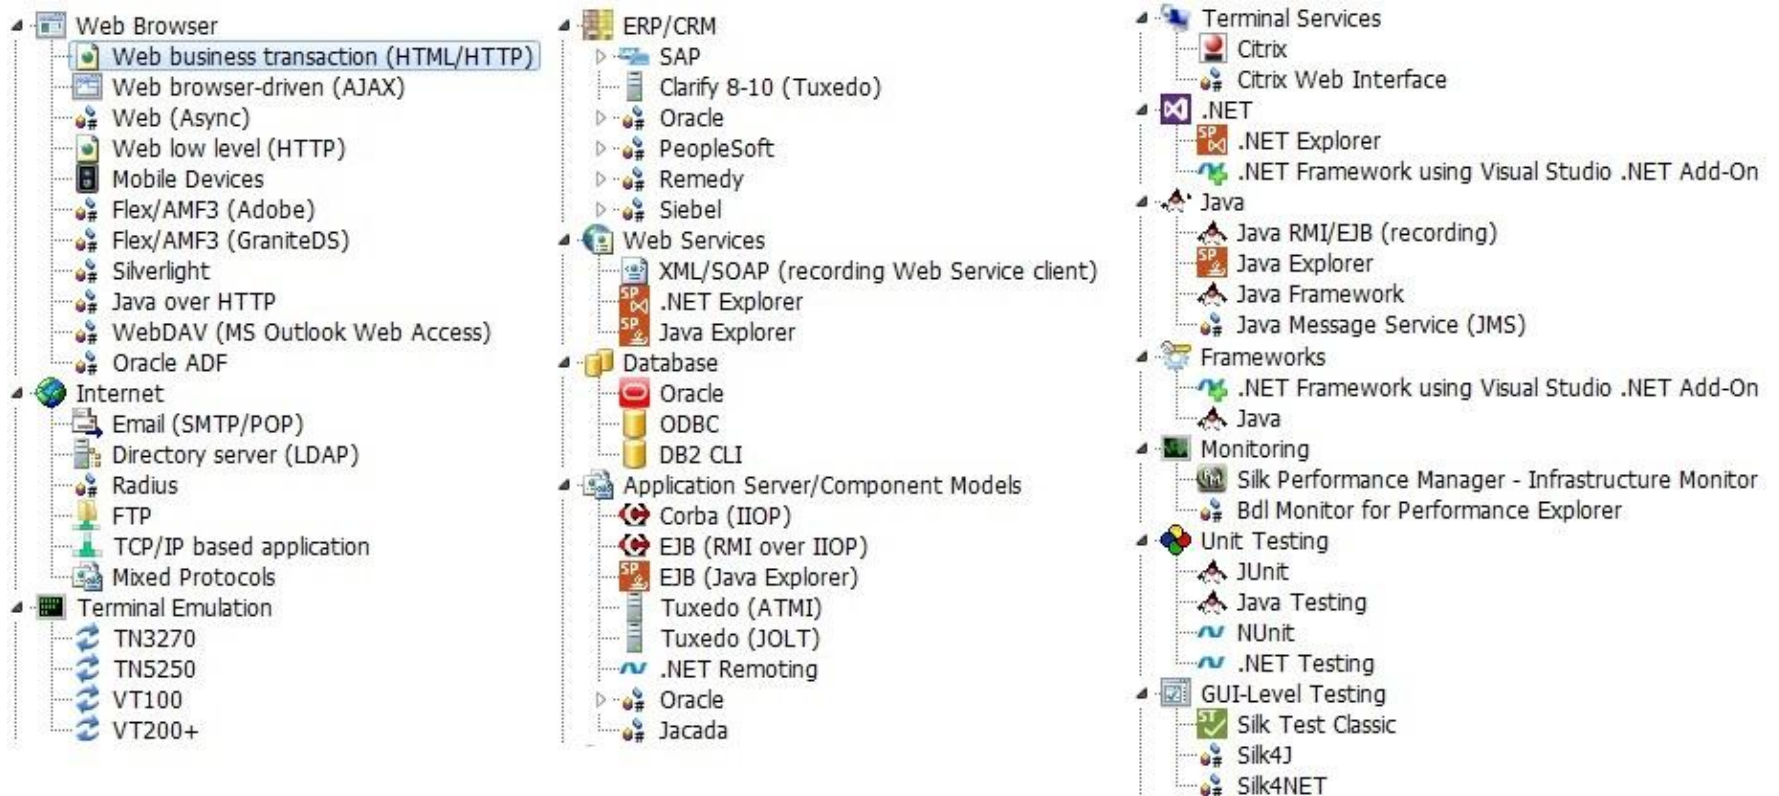 Web Browser
Web business transaction (HTML/HTTP)
Web browser-driven (AJAX)
Web (Async)
Web low level (HTTP)
Mobile Devices
Flex/AMF3 (Adobe)
Flex/AMF3 (GraniteDS)
Silverlight
Java over HTTP
WebDAV (MS Outlook Web Access)
Oracle ADF
Internet
Email (SMTP/POP)
Directory server (LDAP)
Radius
FTP
TCP/IP based application
Mixed Protocols
Terminal Emulation
TN3270
TN5250
VT100
VT200+
ERP/CRM
SAP
Clarify 8-10 (Tuxedo)
Oracle
PeopleSoft
Remedy
Siebel
Web Services
XML/SOAP (recording Web Service client)
.NET Explorer
Java Explorer
Database
Oracle
ODBC
DB2 CLI
Application Server/Component Models
Corba (IIOP)
EJB (RMI over IIOP)
EJB (Java Explorer)
Tuxedo (ATMI)
Tuxedo (JOLT)
.NET Remoting
Oracle
Jacada
Terminal Services
Citrix
Citrix Web Interface
.NET
.NET Explorer
.NET Framework using Visual Studio .NET Add-On
Java
Java RMI/EJB (recording)
Java Explorer
Java Framework
Java Message Service (JMS)
Frameworks
.NET Framework using Visual Studio .NET Add-On
Java
Monitoring
Silk Performance Manager - Infrastructure Monitor
Bdl Monitor for Performance Explorer
Unit Testing
JUnit
Java Testing
NUnit
.NET Testing
GUI-Level Testing
Silk Test Classic
Silk4J
Silk4NET